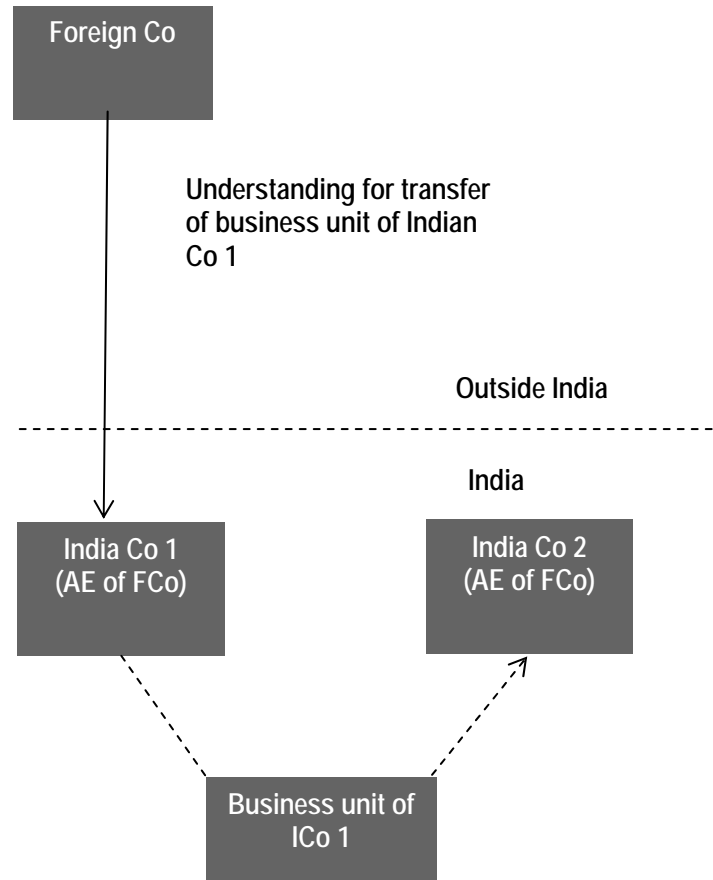 Foreign Co
Understanding for transfer
of business unit of Indian
Co 1
Outside India
India
India Co 1
(AE of FCo)
India Co 2
(AE of FCo)
Business unit of
ICo 1